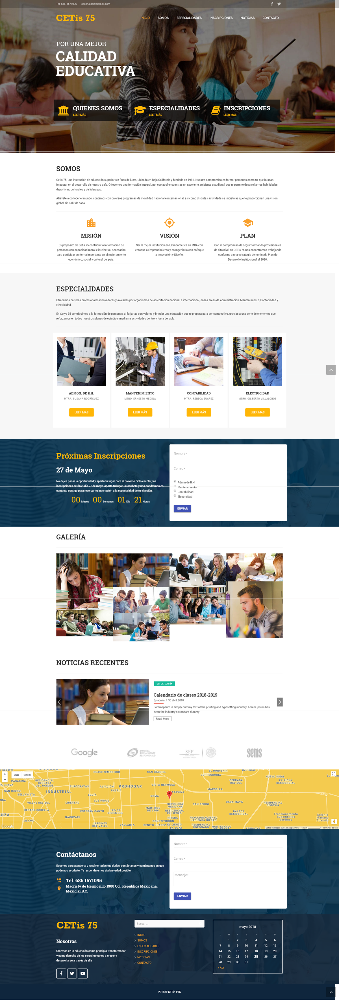 Tel. 686-1571096 josecruzgs@outlook.com
CETis 75
INICIO SOMOS ESPECIALIDADES INSCRIPCIONES NOTICIAS CONTACTO
POR UNA MEJOR
CALIDAD
EDUCATIVA
QUIENES SOMOS
LEER MÁS
ESPECIALIDADES
LEER MÁS
INSCRIPCIONES
LEER MÁS
SOMOS
Cetis 75, una institución de educación superior sin fines de lucro, ubicada en Baja California y fundada en 1981. Nuestro compromiso es formar personas como tú, que buscan
impactar en el desarrollo de nuestro país. Ofrecemos una formación integral, por eso aquí encuentras un excelente ambiente estudiantil que te permite desarrollar tus habilidades
deportivas, culturales y de liderazgo.
Atrévete a conocer el mundo, contamos con diversos programas de movilidad nacional e internacional, así como distintas actividades e iniciativas que te proporcionan una visión
global sin salir de casa.
MISIÓN
Es propósito de Cetis 75 contribuir a la formación de
personas con capacidad moral e intelectual necesarias
para participar en forma importante en el mejoramiento
económico, social y cultural del país.
VISIÓN
Ser la mejor institución en Latinoamérica en MBA con
enfoque a Emprendimiento y en Ingeniería con enfoque
a Innovación y Diseño.
PLAN
Con el compromiso de seguir formando profesionales
de alto nivel en CETis 75 nos encontramos trabajando
conforme a una estrategia denominada Plan de
Desarrollo Institucional al 2020.
ESPECIALIDADES
Ofrecemos carreras profesionales innovadoras y avaladas por organismos de acreditación nacional e internacional, en las áreas de Administración, Mantenimiento, Contabilidad y
Electricidad.
En Cetys 75 contribuimos a la formación de personas, al forjarlas con valores y brindar una educación que te prepara para ser competitivo, gracias a una serie de elementos que
reforzamos en todos nuestros planes de estudio y mediante actividades dentro y fuera del aula.
ADMON. DE R.H.
MTRA. SUSANA RODRÍGUEZ
LEER MÁS
MANTENIMIENTO
MTRO. ERNESTO MEDINA
LEER MÁS
CONTABILIDAD
MTRA. REBECA SUÁREZ
LEER MÁS
ELECTRICIDAD
MTRO. GILBERTO VILLALOBOS
LEER MÁS
Próximas Inscripciones
27 de Mayo
No dejes pasar la oportunidad y aparta tu lugar para el próximo ciclo escolar, las
inscripciones serán el día 27 de mayo, aparta tu lugar, suscríbete y nos pondremos en
contacto contigo para reservar tu inscripción a la especialidad de tu elección.
00 Meses 00 Semanas 01 Día 21 Horas
Nombre*
Correo*
Admin de R.H.
Mantenimiento
Contabilidad
Electricidad
ENVIAR
GALERÍA
NOTICIAS RECIENTES
SIN CATEGORÍA
Calendario de clases 2018-2019
By admin / 30 abril, 2018
Lorem Ipsum is simply dummy text of the printing and typesetting industry. Lorem Ipsum has
been the industry's standard dummy
Read More
Google
ESR EMPRESA SOCIALMENTE RESPONSABLE
SEP
SEMS
Mapa Satélite
CUAUHTÉMOC SUR
SAN GABRIEL
EL PORVENIR
IMPERIAL
CORREGIDORA
NUEVO IDEAL
PASADINA
RESIDENCIAL
CERRADA
DEL PARQUE
CERRADA
DEL SOL
LA RIOJA
RESIDENCIAL
BURÓCRATAS
AVIACIÓN
PROHOGAR
VISTA HERMOSA
SAN ISIDRO
INDUSTRIAL
PATRIA
MARSELLA
BELLAVISTA
EGUÍA
ROMA
VILLAS DEL SOL
LIBERTAD
LOS PINOS
REPÚBLICA
MEXICANA
SAN PEDRO
CASA MAYA
RESIDENCIAL
SEGOVIA
HÉCTOR CORELLA
ESTEBAN CANTÚ
1RO DE
DICIEMBRE
MÁRTIRES
DE 1906
RESIDENCIAL
EL LIENZO
BALBOA
RESIDENICAL
Fraccionamiento
Bugambilias
Jardines
Colonia
Mariano
Abasolo
NACOZARI
RIVERA
FRACCIONAMIENTO
HACIENDA BILBAO
ÁLAMO
CONSTITUCIÓN
JARDINES
DEL VALLE
VALLARTA
BENITO JUÁREZ
EL LIENZO
LA JOYA
RESIDENCIAL
CORONADO
MONTECARLO
TERRAZAS
Google
Datos de mapas ©2018 Google, INEGI 500 m Términos de uso
Contáctanos
Estamos para atenderte y resolver todas tus dudas, contáctanos y coméntanos en que
podemos ayudarte. Te responderemos ala brevedad posible.
Tel. 686.1571095
Macristy de Hermosillo 1900 Col. Republica Mexicana,
Mexiclai B.C.
Nombre*
Correo*
Mensaje*
ENVIAR
CETis 75
Nosotros
Creemos en la educación como principio transformador
y como derecho de los seres humanos a crecer y
desarrollarse a través de ella
Buscar ...
INICIO
SOMOS
ESPECIALIDADES
INSCRIPCIONES
NOTICIAS
CONTACTO
mayo 2018
L M X J V S D
1 2 3 4 5 6
7 8 9 10 11 12 13
14 15 16 17 18 19 20
21 22 23 24 25 26 27
28 29 30 31
« Abr
2018 © CETis #75